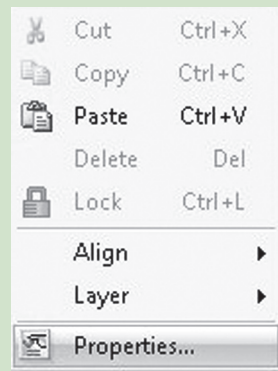 Cut Ctrl+X
Copy Ctrl+C
Paste Ctrl+V
Delete Del
Lock Ctrl+L
Align
Layer
Properties...